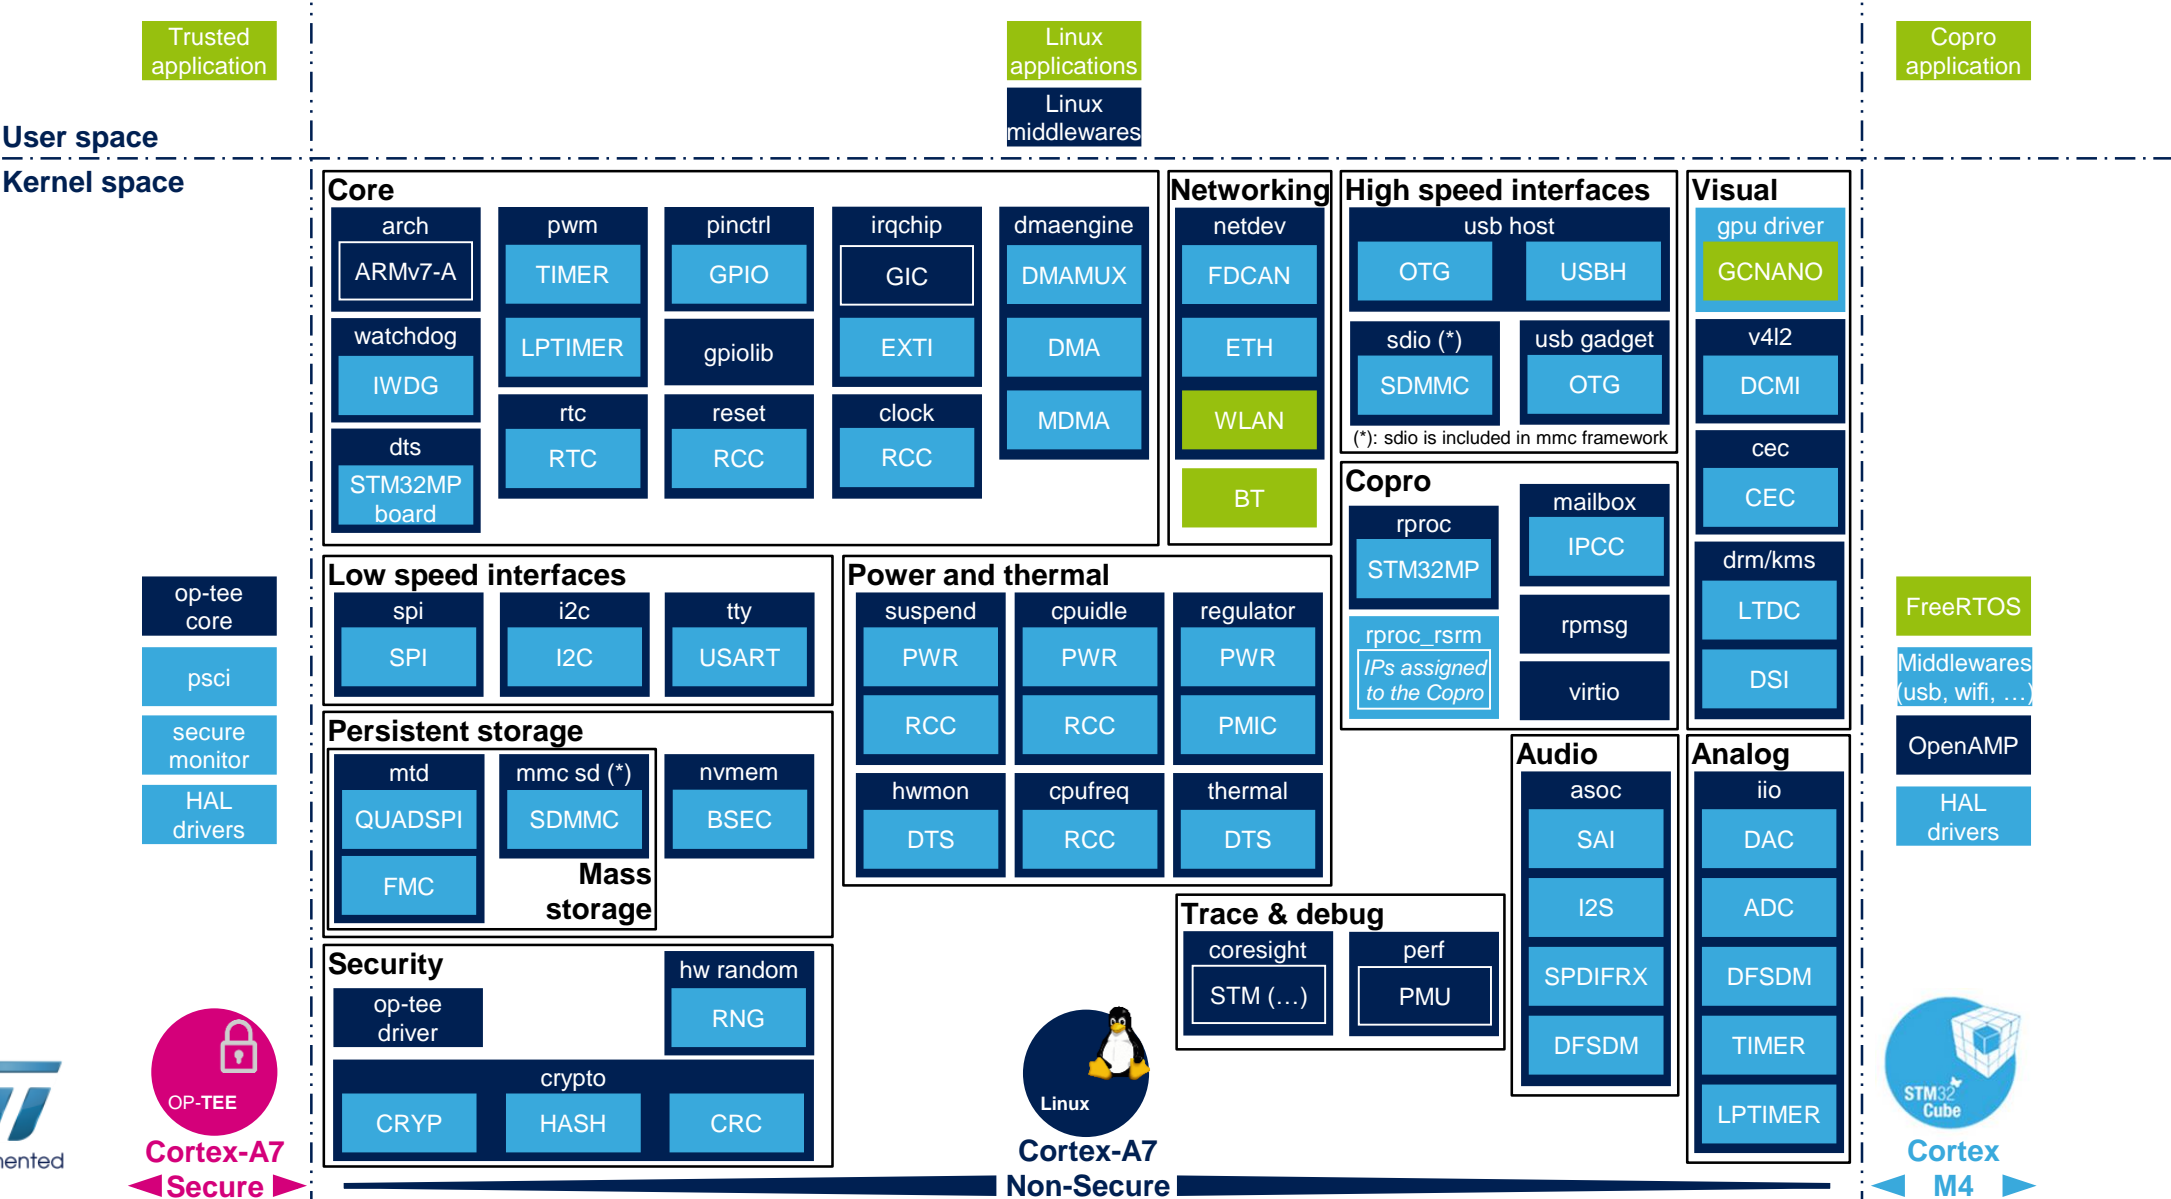 Trusted
application
Linux
applications
Linux
middlewares
Copro
application
User space
Kernel space
Core
arch
ARMv7-A
watchdog
IWDG
dts
STM32MP
board
pwm
TIMER
LPTIMER
rtc
RTC
pinctrl
GPIO
gpiolib
reset
RCC
irqchip
GIC
EXTI
clock
RCC
dmaengine
DMAMUX
DMA
MDMA
Networking
netdev
FDCAN
ETH
WLAN
BT
High speed interfaces
usb host
OTG
USBH
sdio (*)
SDMMC
usb gadget
OTG
(*): sdio is included in mmc framework
Copro
rproc
STM32MP
rproc_rsrm
IPs assigned
to the Copro
mailbox
IPCC
rpmsg
virtio
Visual
gpu driver
GCNANO
v4l2
DCMI
cec
CEC
drm/kms
LTDC
DSI
op-tee
core
psci
secure
monitor
HAL
drivers
Low speed interfaces
spi
SPI
i2c
I2C
tty
USART
Persistent storage
mtd
QUADSPI
FMC
mmc sd (*)
SDMMC
Mass
storage
nvmem
BSEC
Power and thermal
suspend
PWR
RCC
cpuidle
PWR
RCC
regulator
PWR
PMIC
hwmon
DTS
cpufreq
RCC
thermal
DTS
Security
op-tee
driver
hw random
RNG
crypto
CRYP
HASH
CRC
Trace & debug
coresight
STM (…)
perf
PMU
Audio
asoc
SAI
I2S
SPDIFRX
DFSDM
Analog
iio
DAC
ADC
DFSDM
TIMER
LPTIMER
FreeRTOS
Middlewares
(usb, wifi, …)
OpenAMP
HAL
drivers
OP-TEE
Cortex-A7
Secure
Linux
Cortex-A7
Non-Secure
STM32
Cube
Cortex
M4